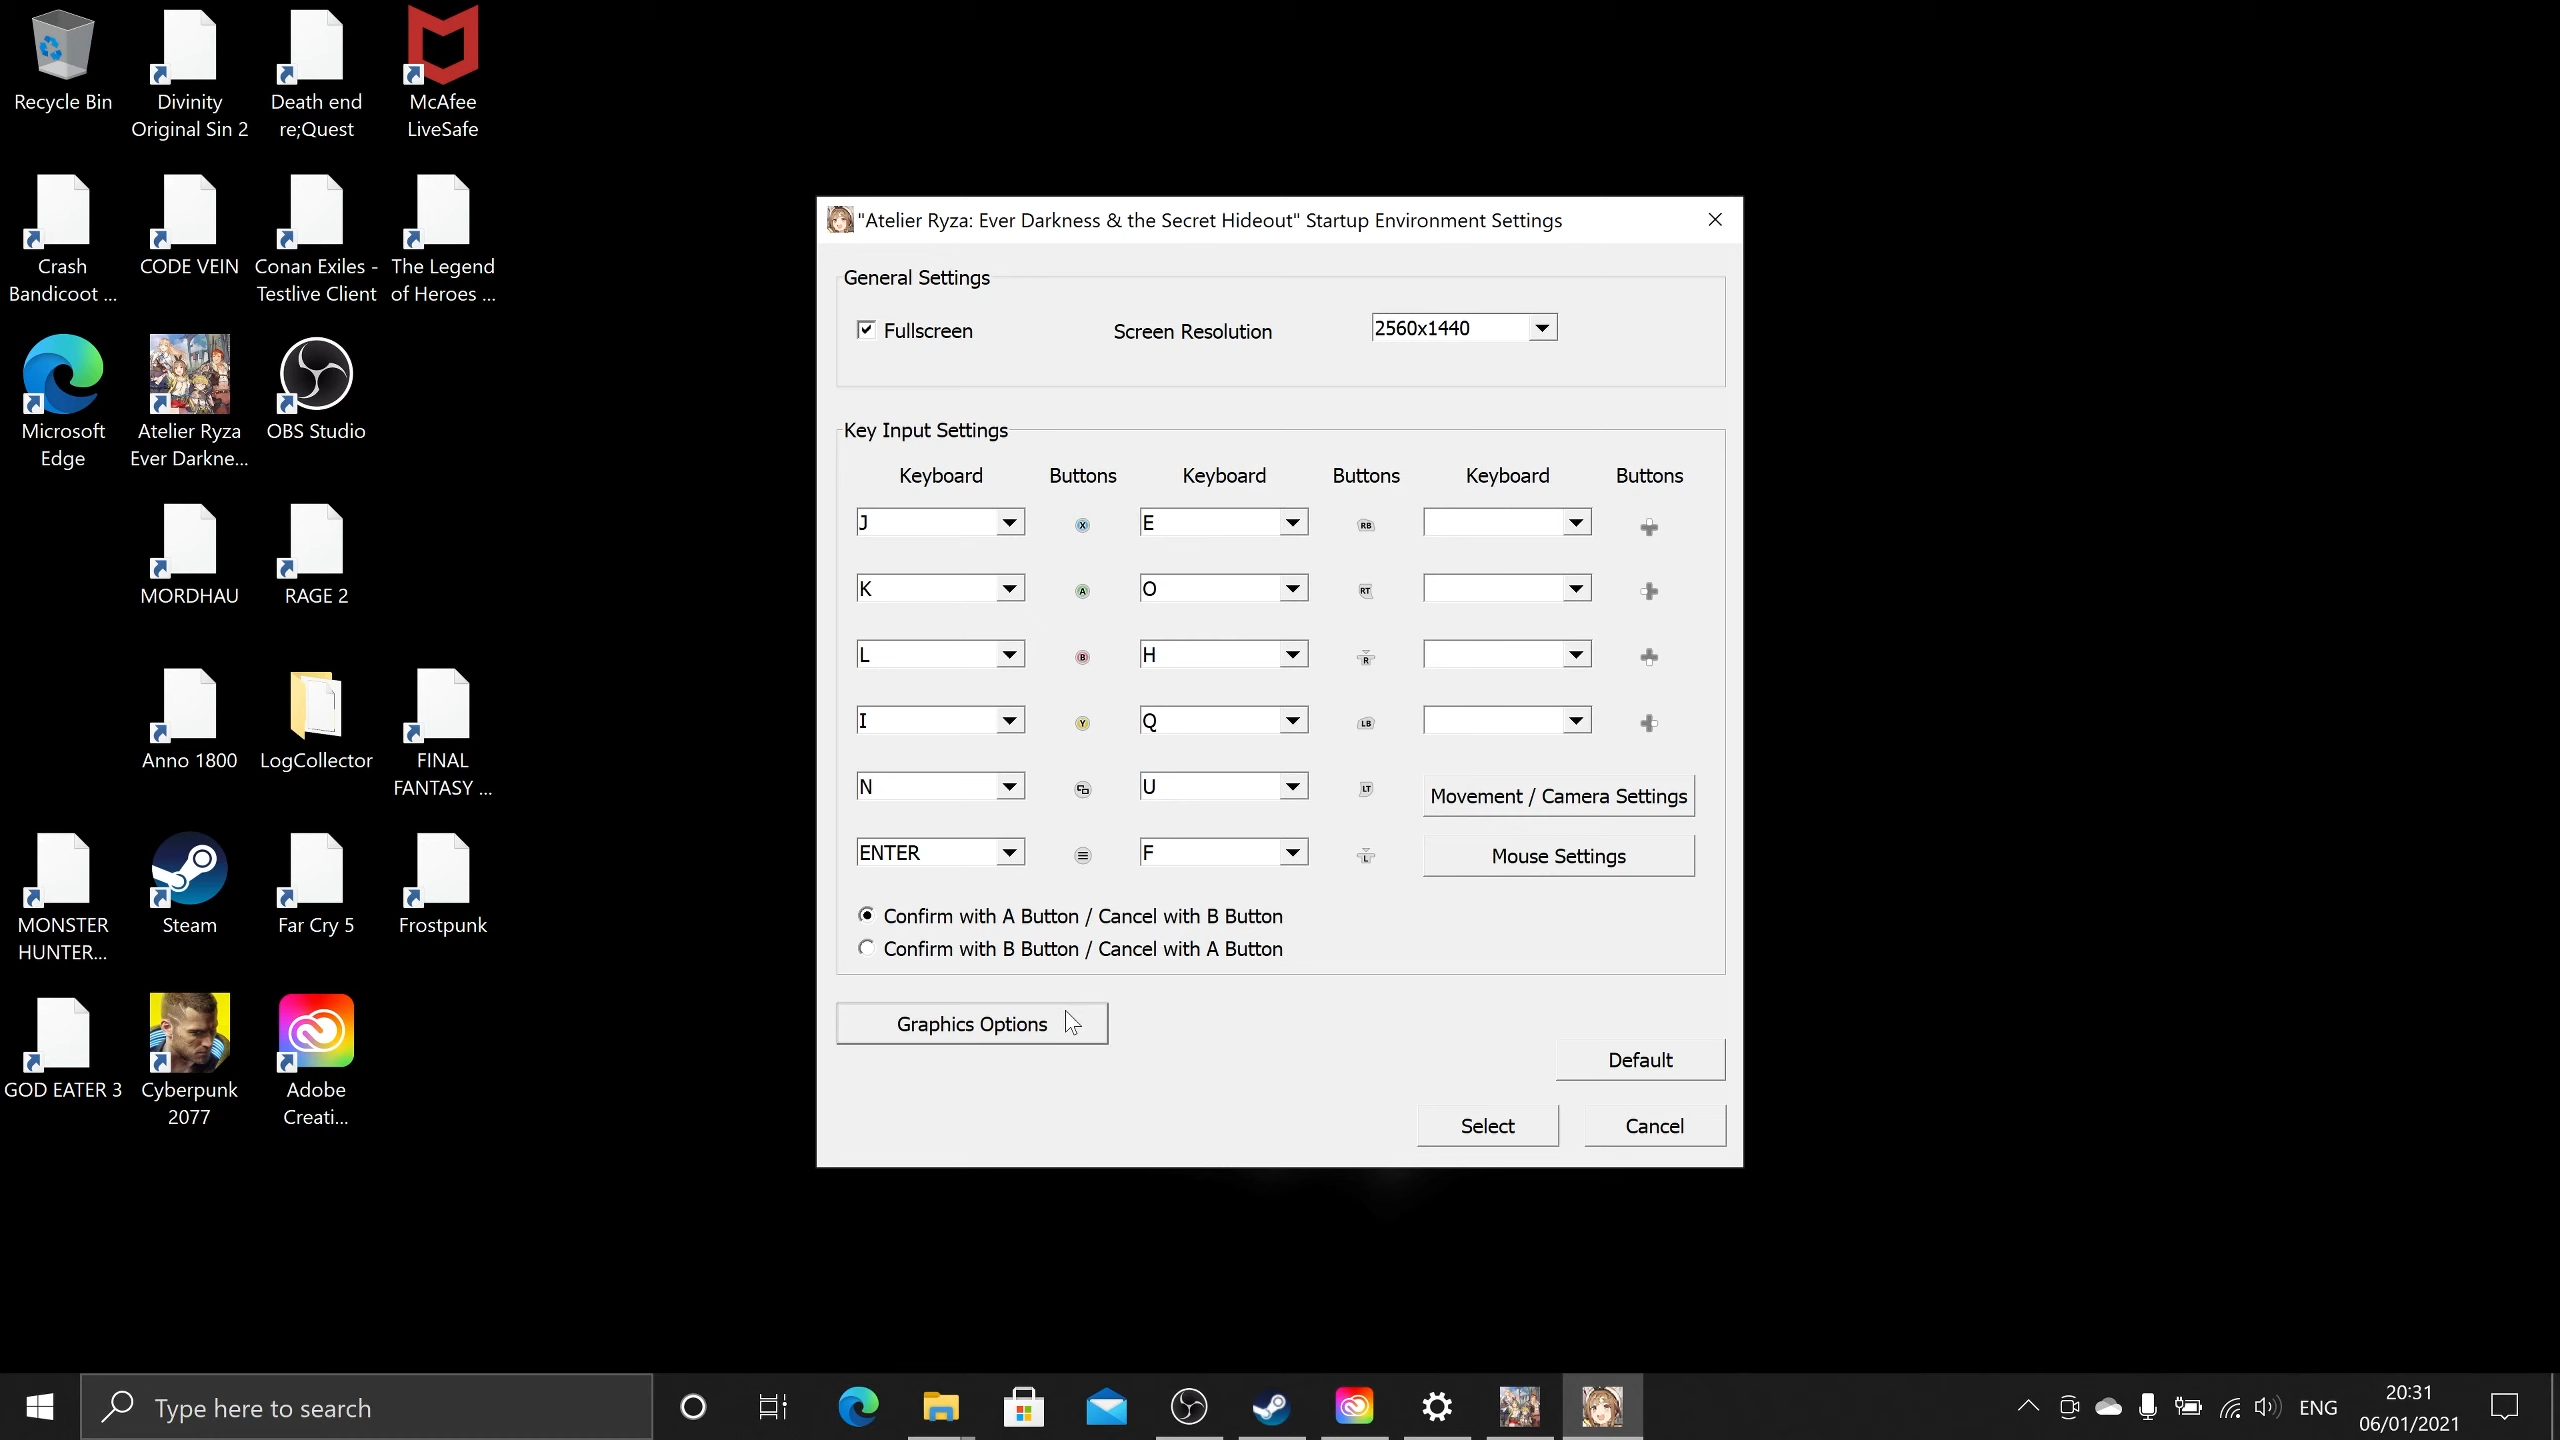 Recycle Bin
Divinity
Original Sin 2
Death end
re;Quest
McAfee
LiveSafe
Crash
Bandicoot ...
CODE VEIN
Conan Exiles -
Testlive Client
The Legend
of Heroes ...
Microsoft
Edge
Atelier Ryza
Ever Darkne...
OBS Studio
MORDHAU
RAGE 2
Anno 1800
LogCollector
FINAL
FANTASY ...
MONSTER
HUNTER...
Steam
Far Cry 5
Frostpunk
GOD EATER 3
Cyberpunk
2077
Adobe
Creati...
"Atelier Ryza: Ever Darkness & the Secret Hideout" Startup Environment Settings
General Settings
Fullscreen
Screen Resolution
2560x1440
Key Input Settings
Keyboard Buttons Keyboard Buttons Keyboard Buttons
J X E RB
K A O RT
L B H R
I Y Q LB
N U LT
Movement / Camera Settings
ENTER F L
Mouse Settings
Confirm with A Button / Cancel with B Button
Confirm with B Button / Cancel with A Button
Graphics Options
Default
Select
Cancel
Type here to search
ENG
20:31
06/01/2021